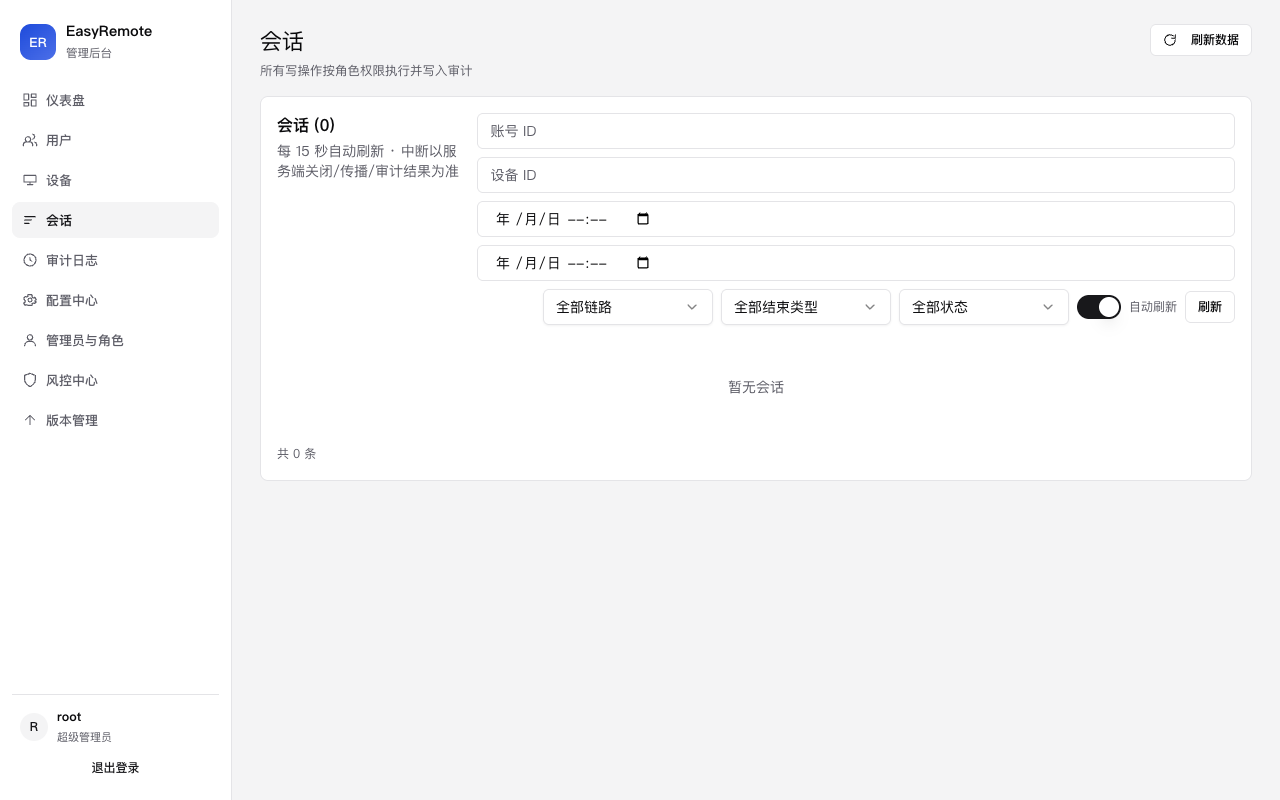 ER
EasyRemote
管理后台
仪表盘
用户
设备
会话
审计日志
配置中心
管理员与角色
风控中心
版本管理
R
root
超级管理员
退出登录
会话
所有写操作按角色权限执行并写入审计
刷新数据
会话 (0)
每 15 秒自动刷新 · 中断以服
务端关闭/传播/审计结果为准
账号 ID
设备 ID
年 /月/日 --:--
年 /月/日 --:--
全部链路
全部结束类型
全部状态
自动刷新
刷新
暂无会话
共 0 条